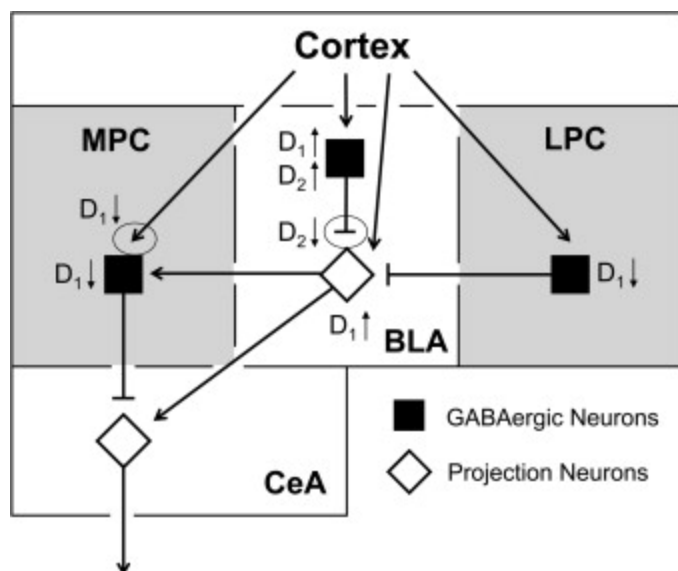 Cortex
MPC
LPC
D1↑
D2↑
D1↓
D2↓
D1↓
D1↓
D1↑
BLA
GABAergic Neurons
Projection Neurons
CeA